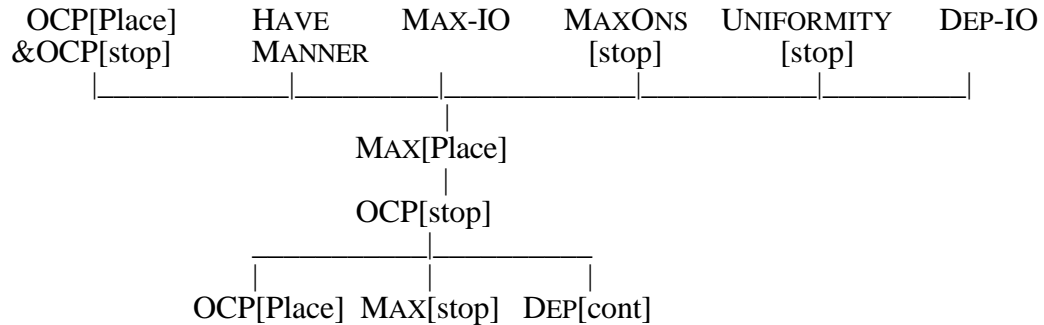 OCP[Place] HAVE MAX-IO MAXONS UNIFORMITY DEP-IO
&OCP[stop] MANNER [stop] [stop]
MAX[Place]
OCP[stop]
OCP[Place] MAX[stop] DEP[cont]